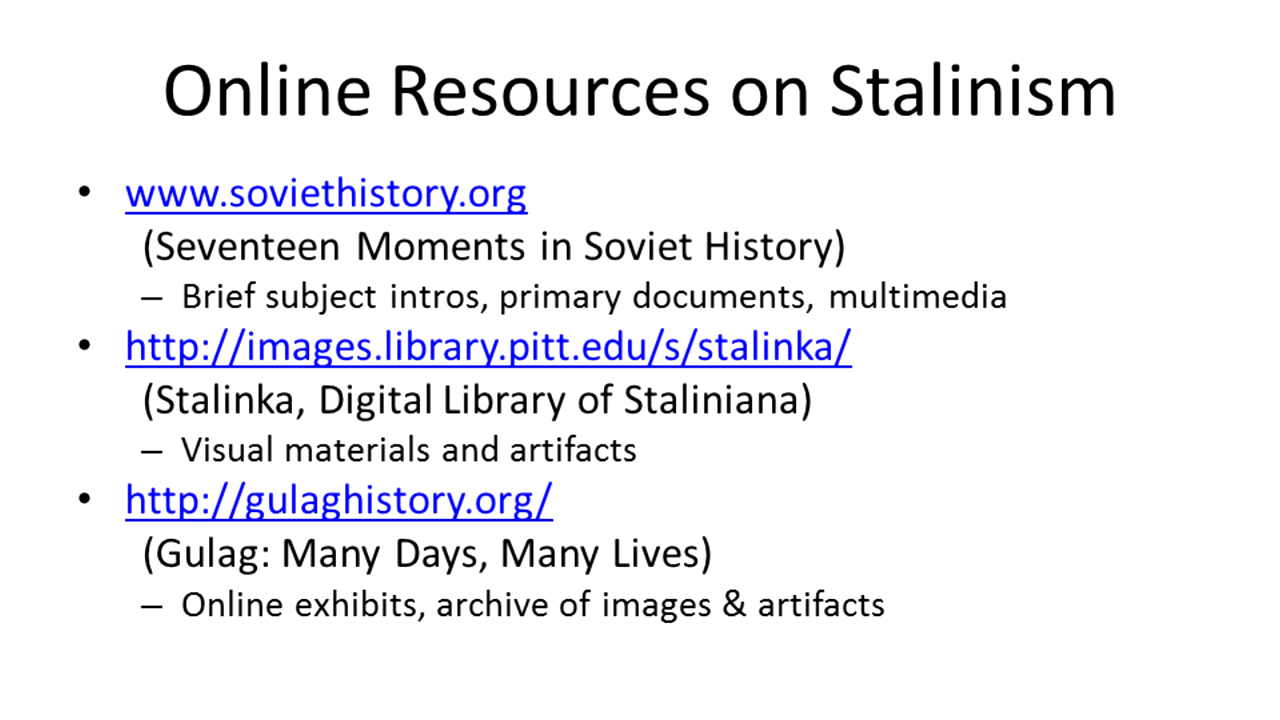 Online Resources on Stalinism
• www.soviethistory.org
(Seventeen Moments in Soviet History)
– Brief subject intros, primary documents, multimedia
• http://images.library.pitt.edu/s/stalinka/
(Stalinka, Digital Library of Staliniana)
– Visual materials and artifacts
• http://gulaghistory.org/
(Gulag: Many Days, Many Lives)
– Online exhibits, archive of images & artifacts